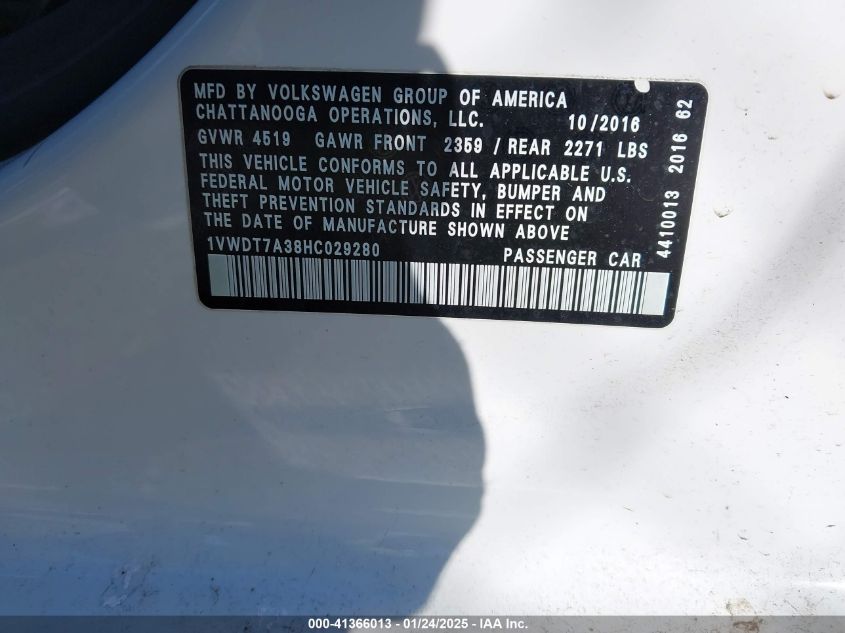 MFD BY VOLKSWAGEN GROUP OF AMERICA
CHATTANOOGA OPERATIONS, LLC. 10/2016
GVWR 4519 GAWR FRONT 2359 / REAR 2271 LBS
THIS VEHICLE CONFORMS TO ALL APPLICABLE U.S.
FEDERAL MOTOR VEHICLE SAFETY, BUMPER AND
THEFT PREVENTION STANDARDS IN EFFECT ON
THE DATE OF MANUFACTURE SHOWN ABOVE
1VWDT7A38HC029280 PASSENGER CAR
4410013 2016 62
000-41366013 - 01/24/2025 - IAA Inc.